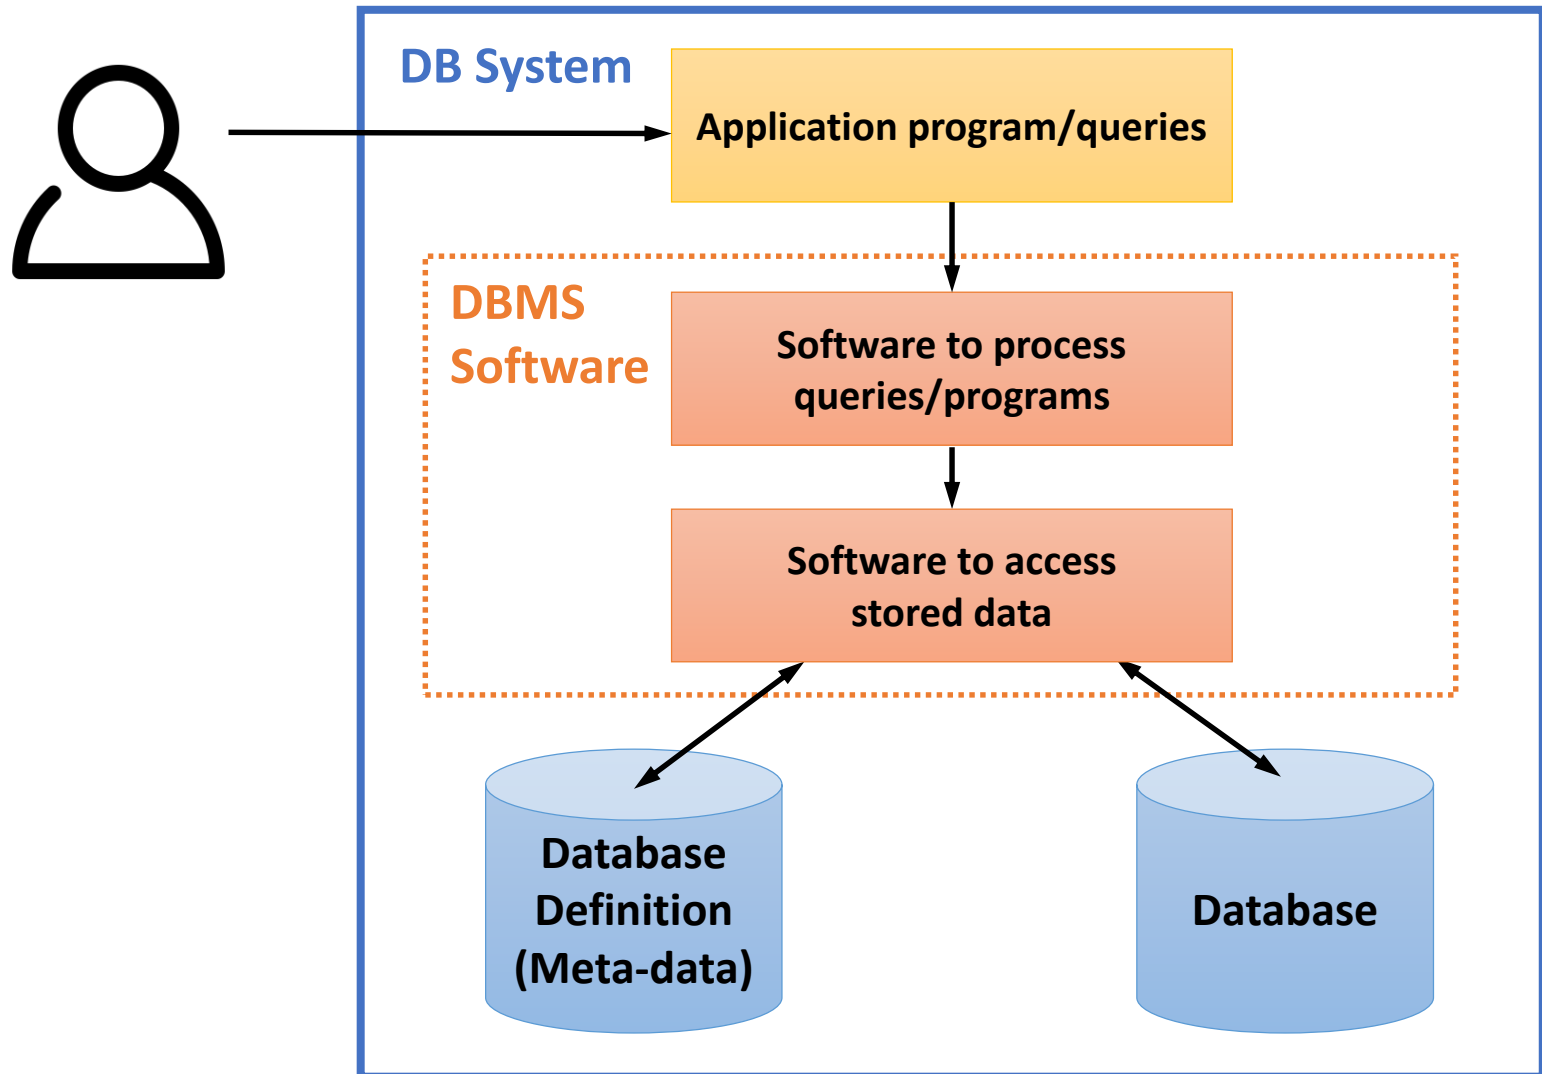 DB System
Application program/queries
DBMS
Software
Software to process
queries/programs
Software to access
stored data
Database
Definition
(Meta-data)
Database